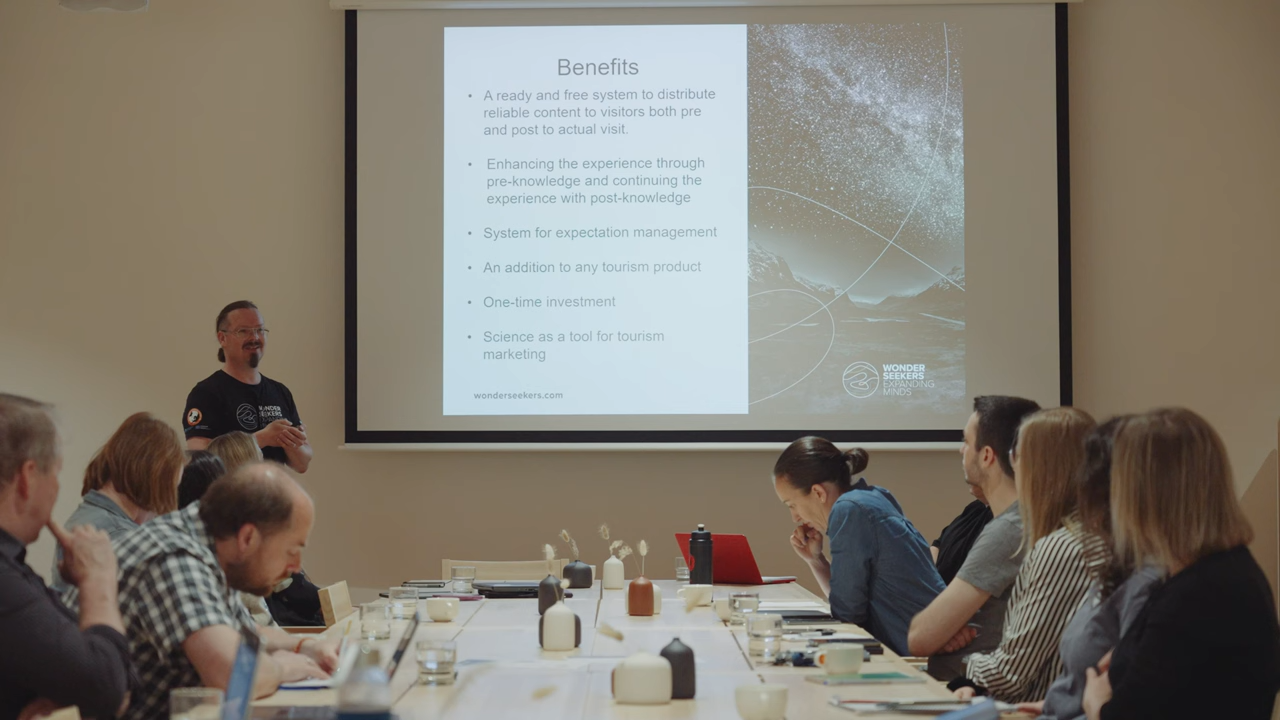 Benefits
• A ready and free system to distribute
reliable content to visitors both pre
and post to actual visit.
• Enhancing the experience through
pre-knowledge and continuing the
experience with post-knowledge
• System for expectation management
• An addition to any tourism product
• One-time investment
• Science as a tool for tourism
marketing
wonderseekers.com
WONDER
SEEKERS
EXPANDING
MINDS
WONDER
SEEKERS